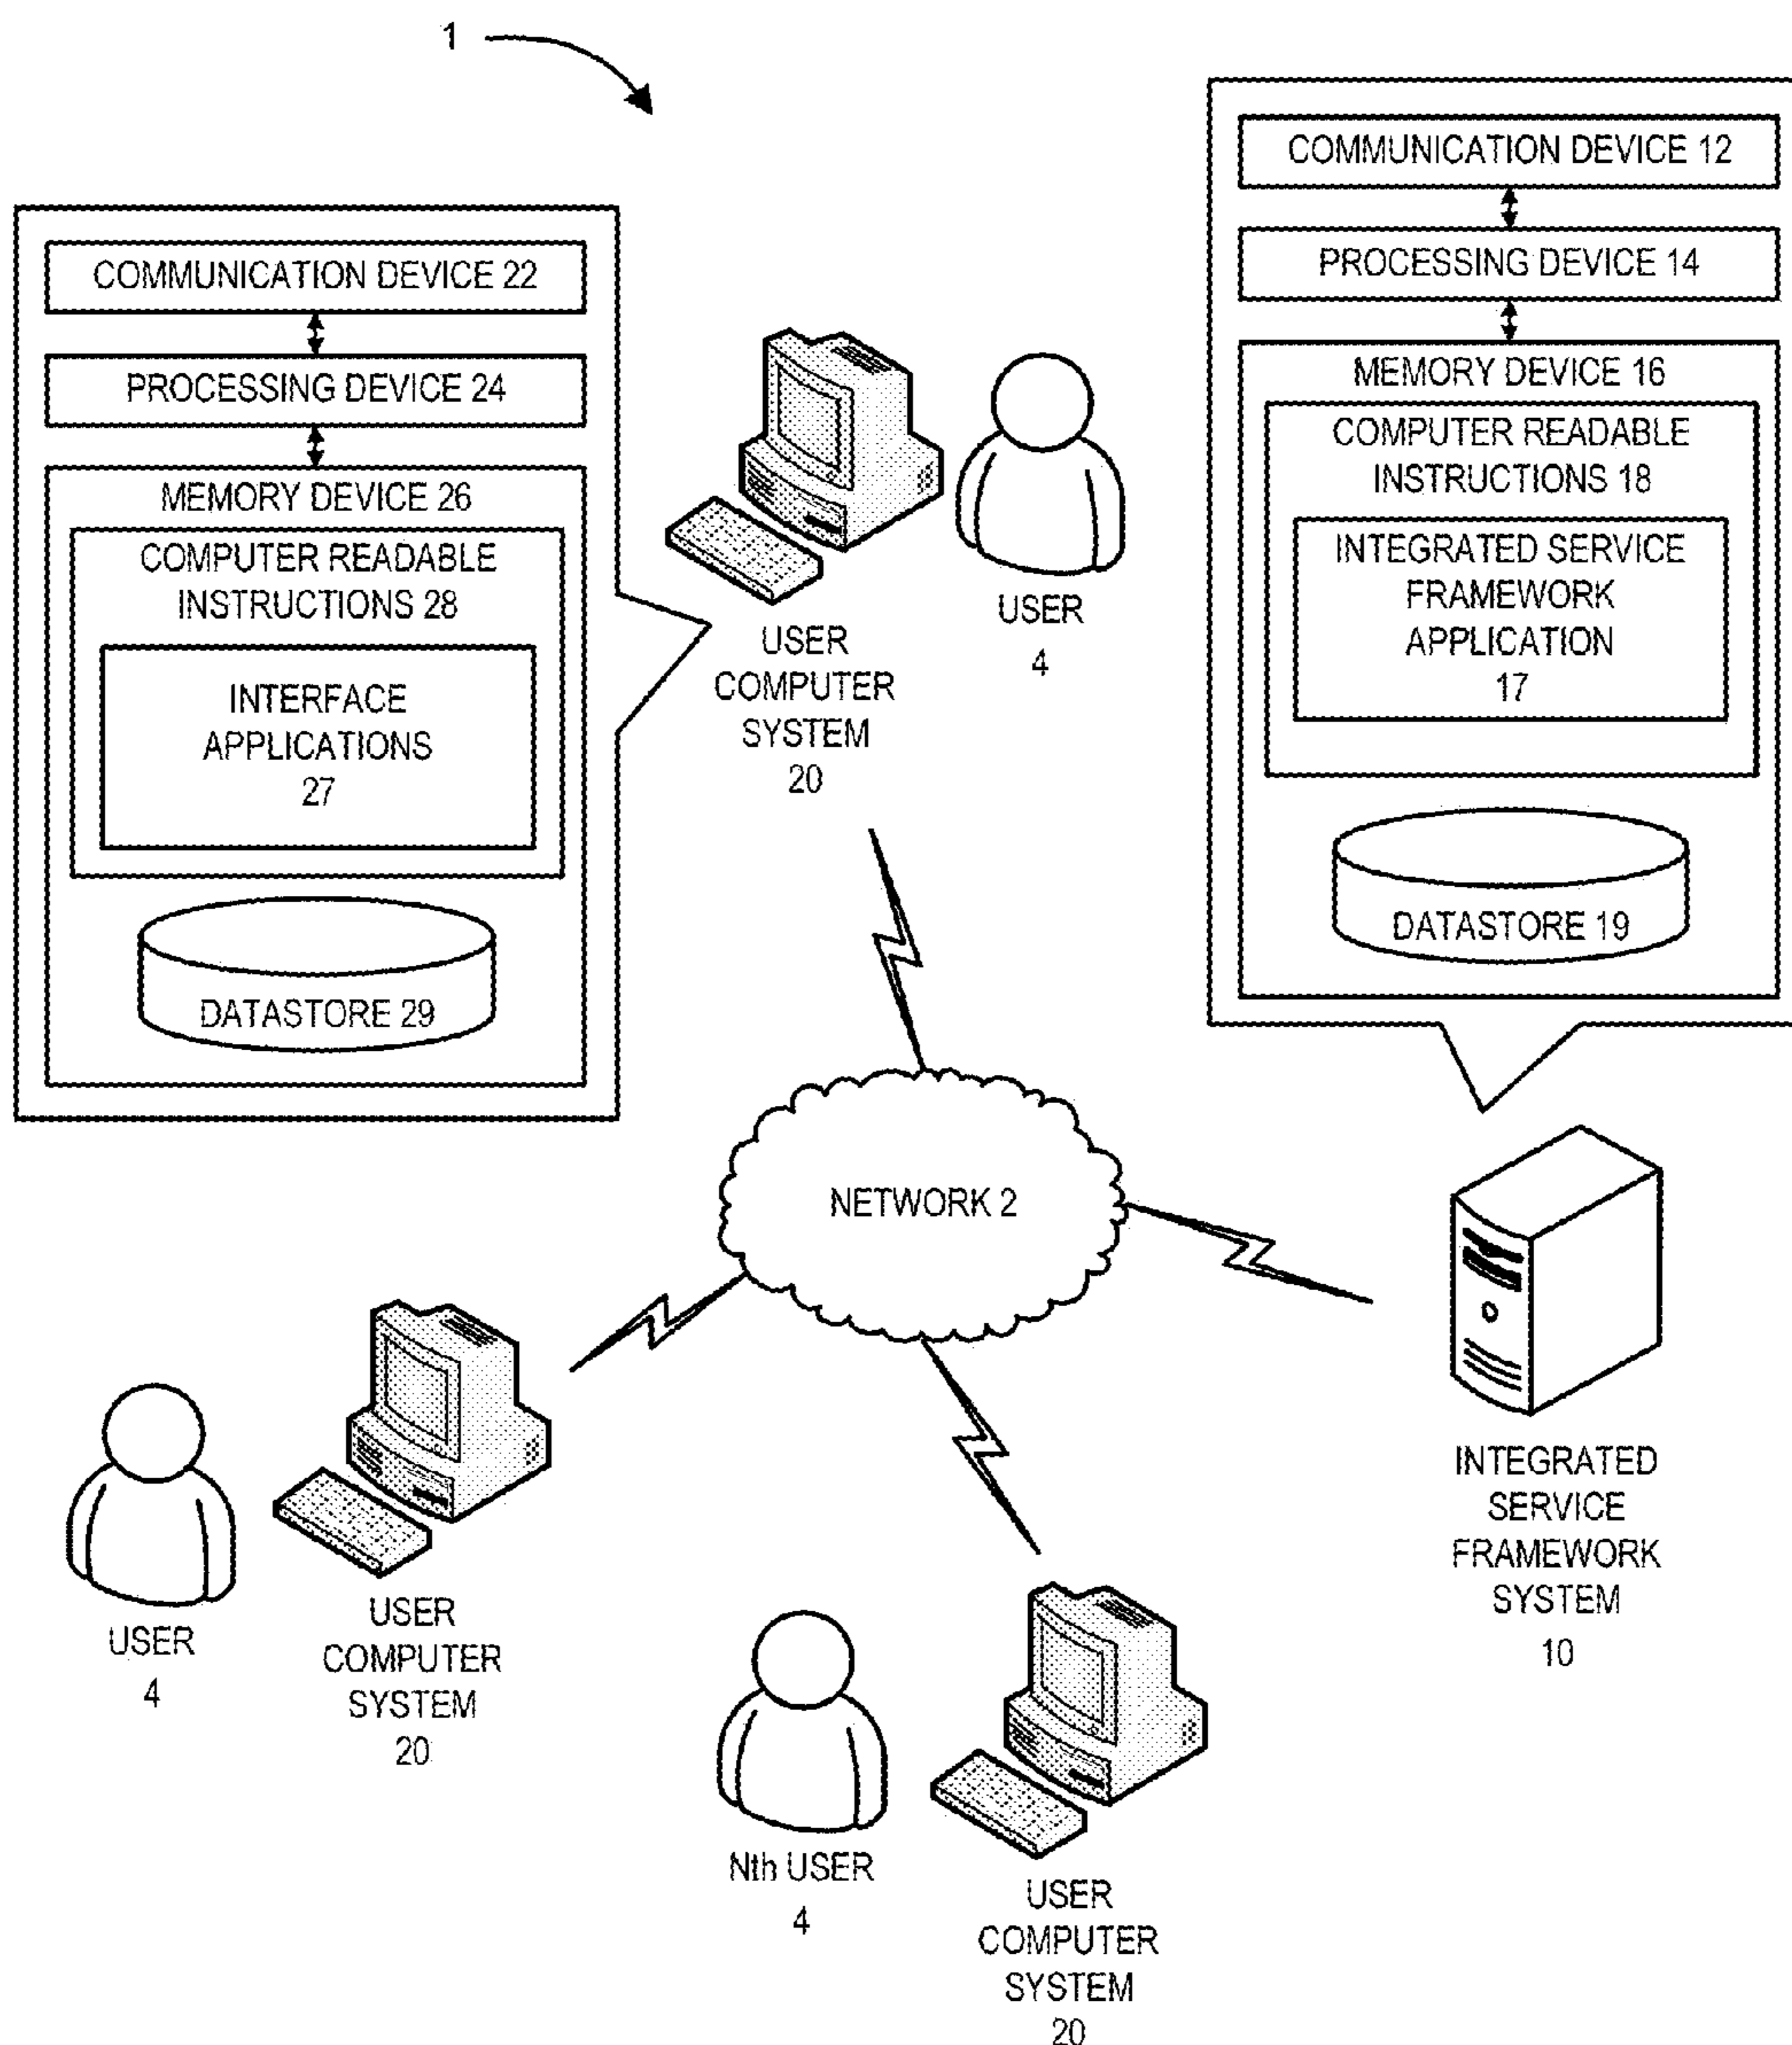 1
COMMUNICATION DEVICE 12
PROCESSING DEVICE 14
MEMORY DEVICE 16
COMPUTER READABLE
INSTRUCTIONS 18
INTEGRATED SERVICE
FRAMEWORK
APPLICATION
17
DATASTORE 19
COMMUNICATION DEVICE 22
PROCESSING DEVICE 24
MEMORY DEVICE 26
COMPUTER READABLE
INSTRUCTIONS 28
INTERFACE
APPLICATIONS
27
DATASTORE 29
USER
COMPUTER
SYSTEM
20
USER
4
NETWORK 2
INTEGRATED
SERVICE
FRAMEWORK
SYSTEM
10
USER
4
USER
COMPUTER
SYSTEM
20
Nth USER
4
USER
COMPUTER
SYSTEM
20